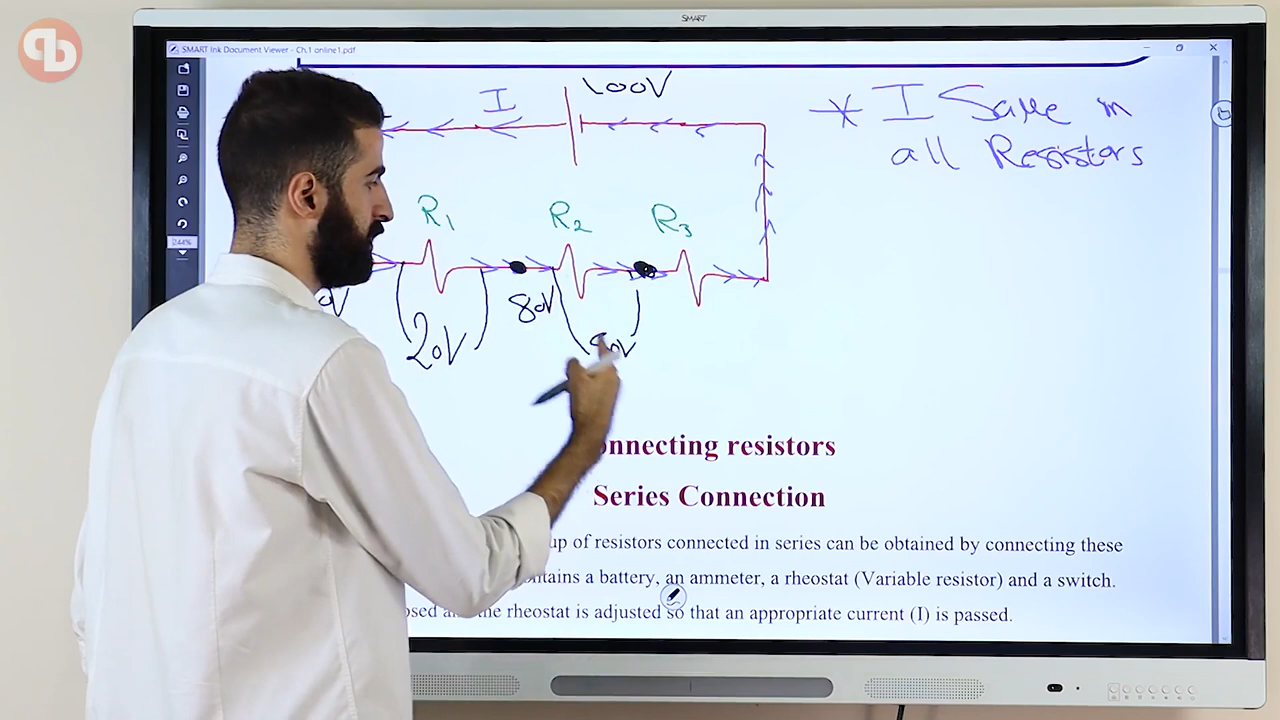 SMART
SMART Ink Document Viewer - Ch.1 online1.pdf
I
100V
* I Same in
all Resistors
R1
R2
R3
244%
20V
80V
onnecting resistors
Series Connection
up of resistors connected in series can be obtained by connecting these
ntains a battery, an ammeter, a rheostat (Variable resistor) and a switch.
the rheostat is adjusted so that an appropriate current (I) is passed.